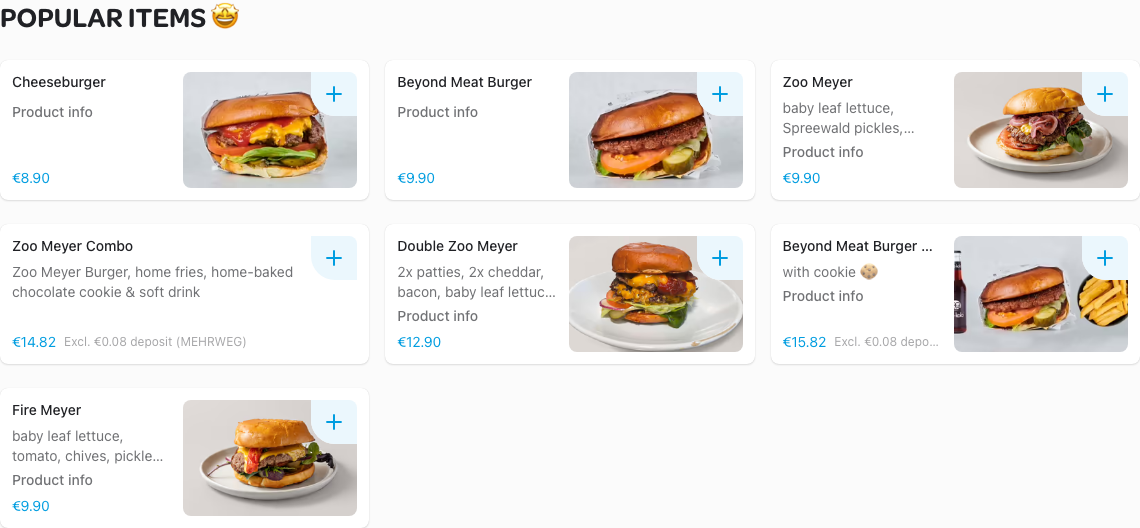 POPULAR ITEMS 🤩
Cheeseburger
Product info
€8.90
Beyond Meat Burger
Product info
€9.90
Zoo Meyer
baby leaf lettuce,
Spreewald pickles,...
Product info
€9.90
Zoo Meyer Combo
Zoo Meyer Burger, home fries, home-baked
chocolate cookie & soft drink
€14.82 Excl. €0.08 deposit (MEHRWEG)
Double Zoo Meyer
2x patties, 2x cheddar,
bacon, baby leaf lettuc...
Product info
€12.90
Beyond Meat Burger ...
with cookie 🍪
Product info
€15.82 Excl. €0.08 depo...
Fire Meyer
baby leaf lettuce,
tomato, chives, pickle...
Product info
€9.90